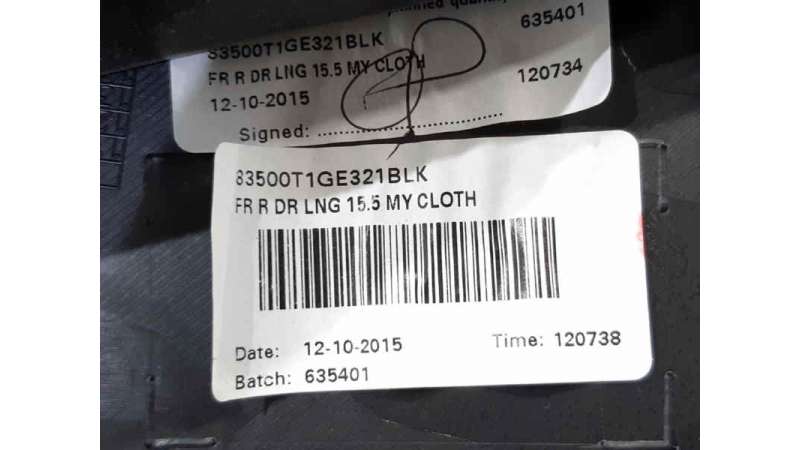 635401
83500T1GE321BLK
FR R DR LNG 15.5 MY CLOTH
120734
12-10-2015
Signed:
83500T1GE321BLK
FR R DR LNG 15.5 MY CLOTH
Date: 12-10-2015 Time: 120738
Batch: 635401